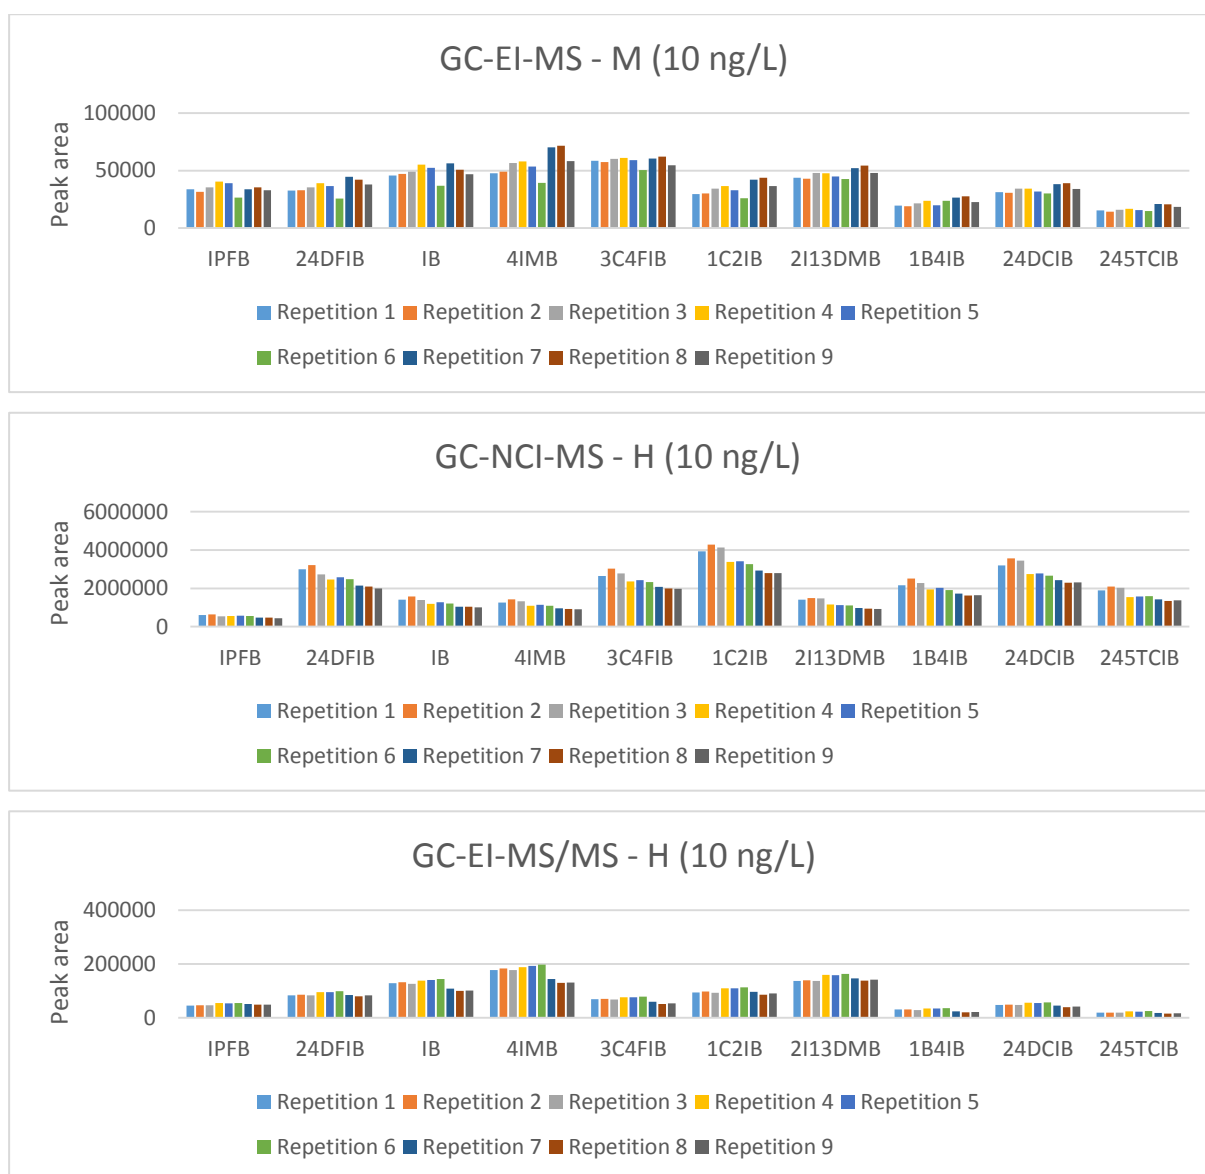 GC-EI-MS - M (10 ng/L)
Peak area
100000
50000
0
IPFB 24DFIB IB 4IMB 3C4FIB 1C2IB 2I13DMB 1B4IB 24DCIB 245TCIB
Repetition 1 Repetition 2 Repetition 3 Repetition 4 Repetition 5
Repetition 6 Repetition 7 Repetition 8 Repetition 9
GC-NCI-MS - H (10 ng/L)
Peak area
6000000
4000000
2000000
0
IPFB 24DFIB IB 4IMB 3C4FIB 1C2IB 2I13DMB 1B4IB 24DCIB 245TCIB
Repetition 1 Repetition 2 Repetition 3 Repetition 4 Repetition 5
Repetition 6 Repetition 7 Repetition 8 Repetition 9
GC-EI-MS/MS - H (10 ng/L)
Peak area
400000
200000
0
IPFB 24DFIB IB 4IMB 3C4FIB 1C2IB 2I13DMB 1B4IB 24DCIB 245TCIB
Repetition 1 Repetition 2 Repetition 3 Repetition 4 Repetition 5
Repetition 6 Repetition 7 Repetition 8 Repetition 9